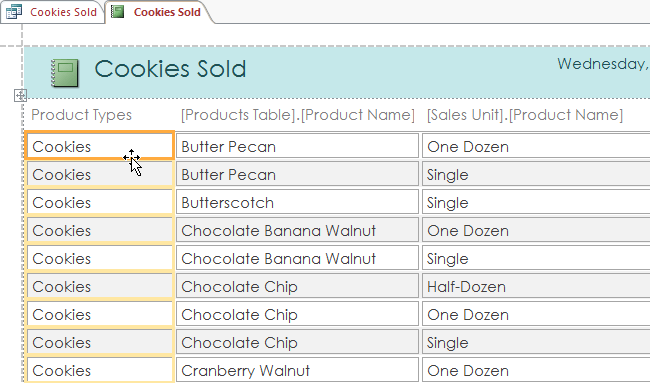 Cookies Sold Cookies Sold
Cookies Sold Wednesday,
Product Types [Products Table].[Product Name] [Sales Unit].[Product Name]
Cookies Butter Pecan One Dozen
Cookies Butter Pecan Single
Cookies Butterscotch Single
Cookies Chocolate Banana Walnut One Dozen
Cookies Chocolate Banana Walnut Single
Cookies Chocolate Chip Half-Dozen
Cookies Chocolate Chip One Dozen
Cookies Chocolate Chip Single
Cookies Cranberry Walnut One Dozen